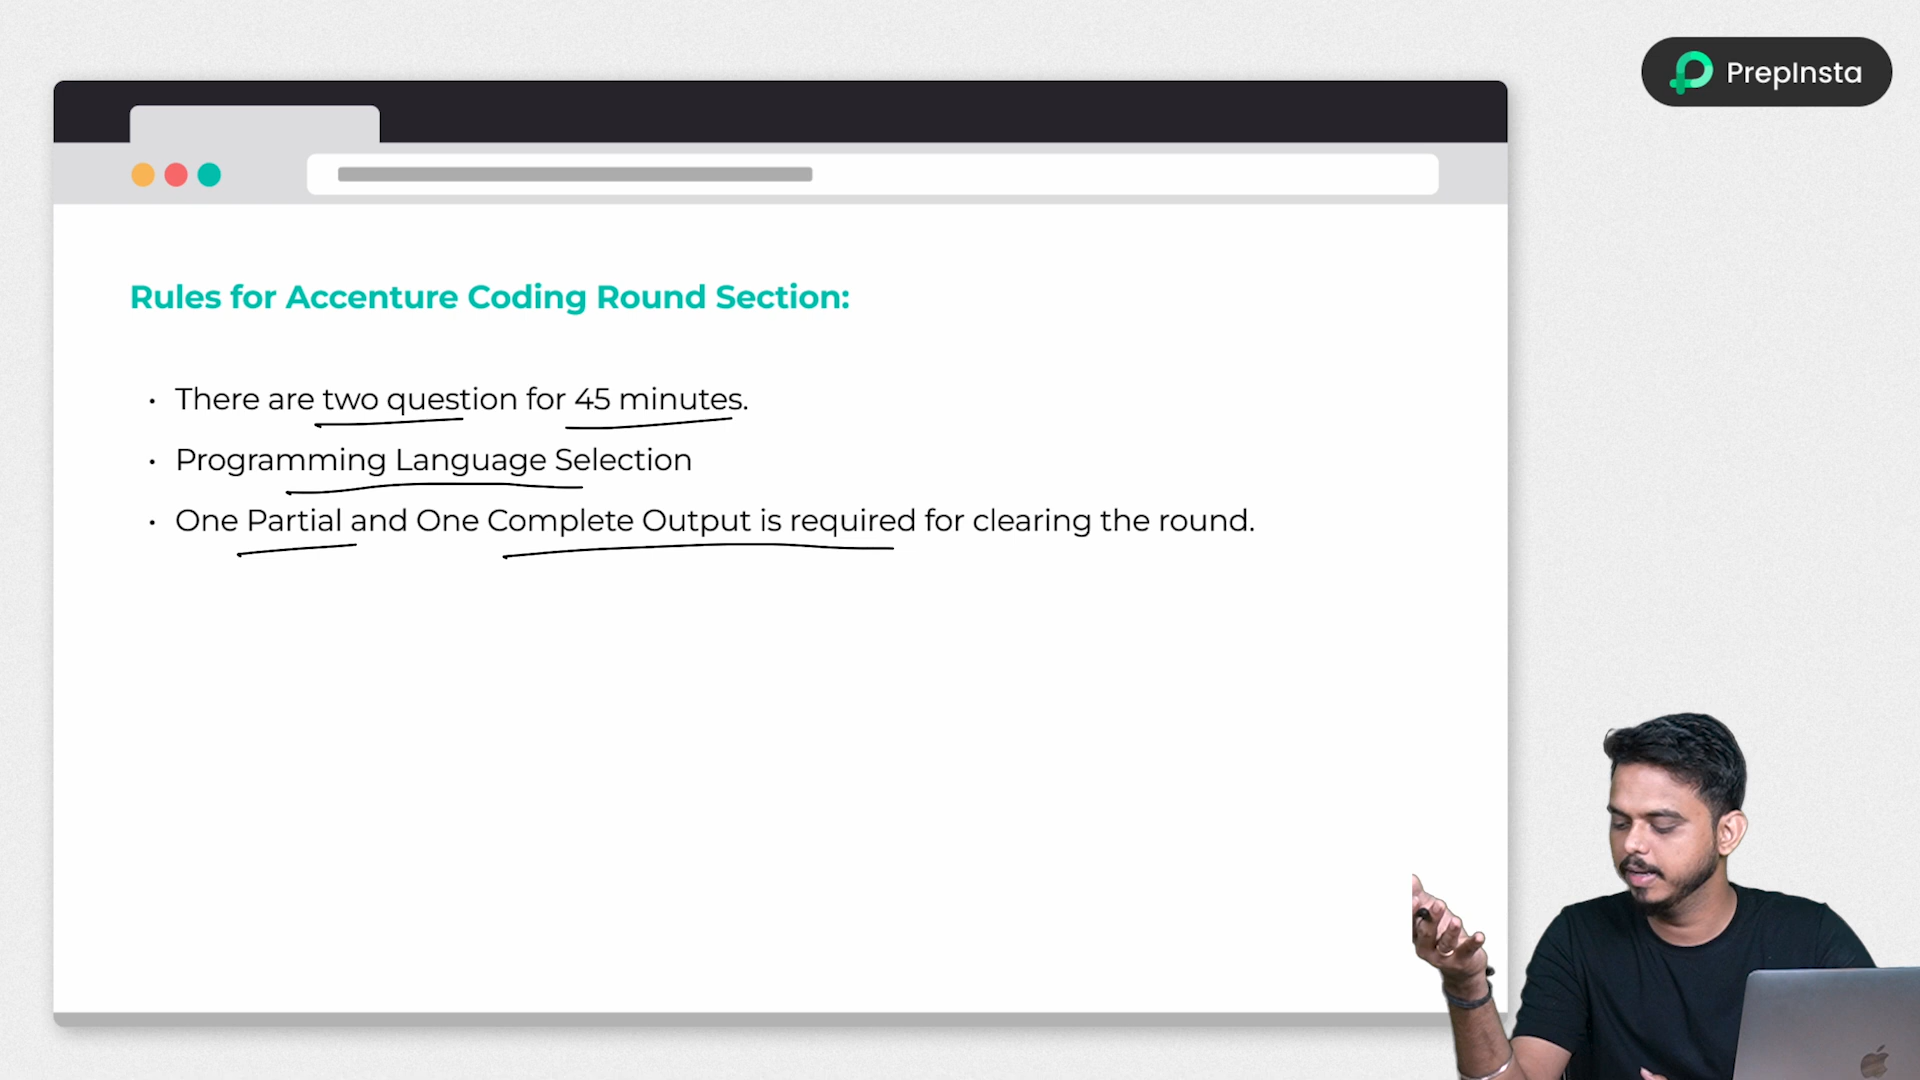 PrepInsta
Rules for Accenture Coding Round Section:
• There are two question for 45 minutes.
• Programming Language Selection
• One Partial and One Complete Output is required for clearing the round.